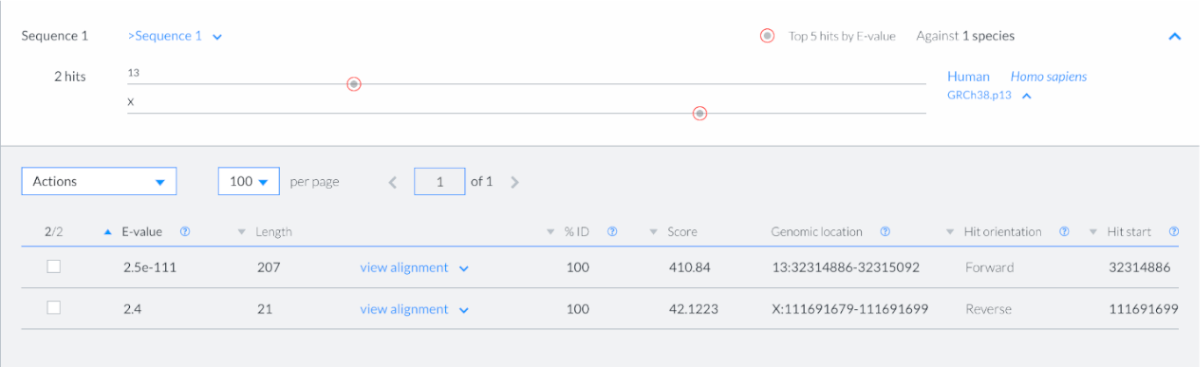 Sequence 1 >Sequence 1 Top 5 hits by E-value Against 1 species
2 hits 13 Human Homo sapiens
X GRCh38.p13
Actions 100 per page 1 of 1
2/2 E-value Length % ID Score Genomic location Hit orientation Hit start
2.5e-111 207 view alignment 100 410.84 13:32314886-32315092 Forward 32314886
2.4 21 view alignment 100 42.1223 X:111691679-111691699 Reverse 111691699